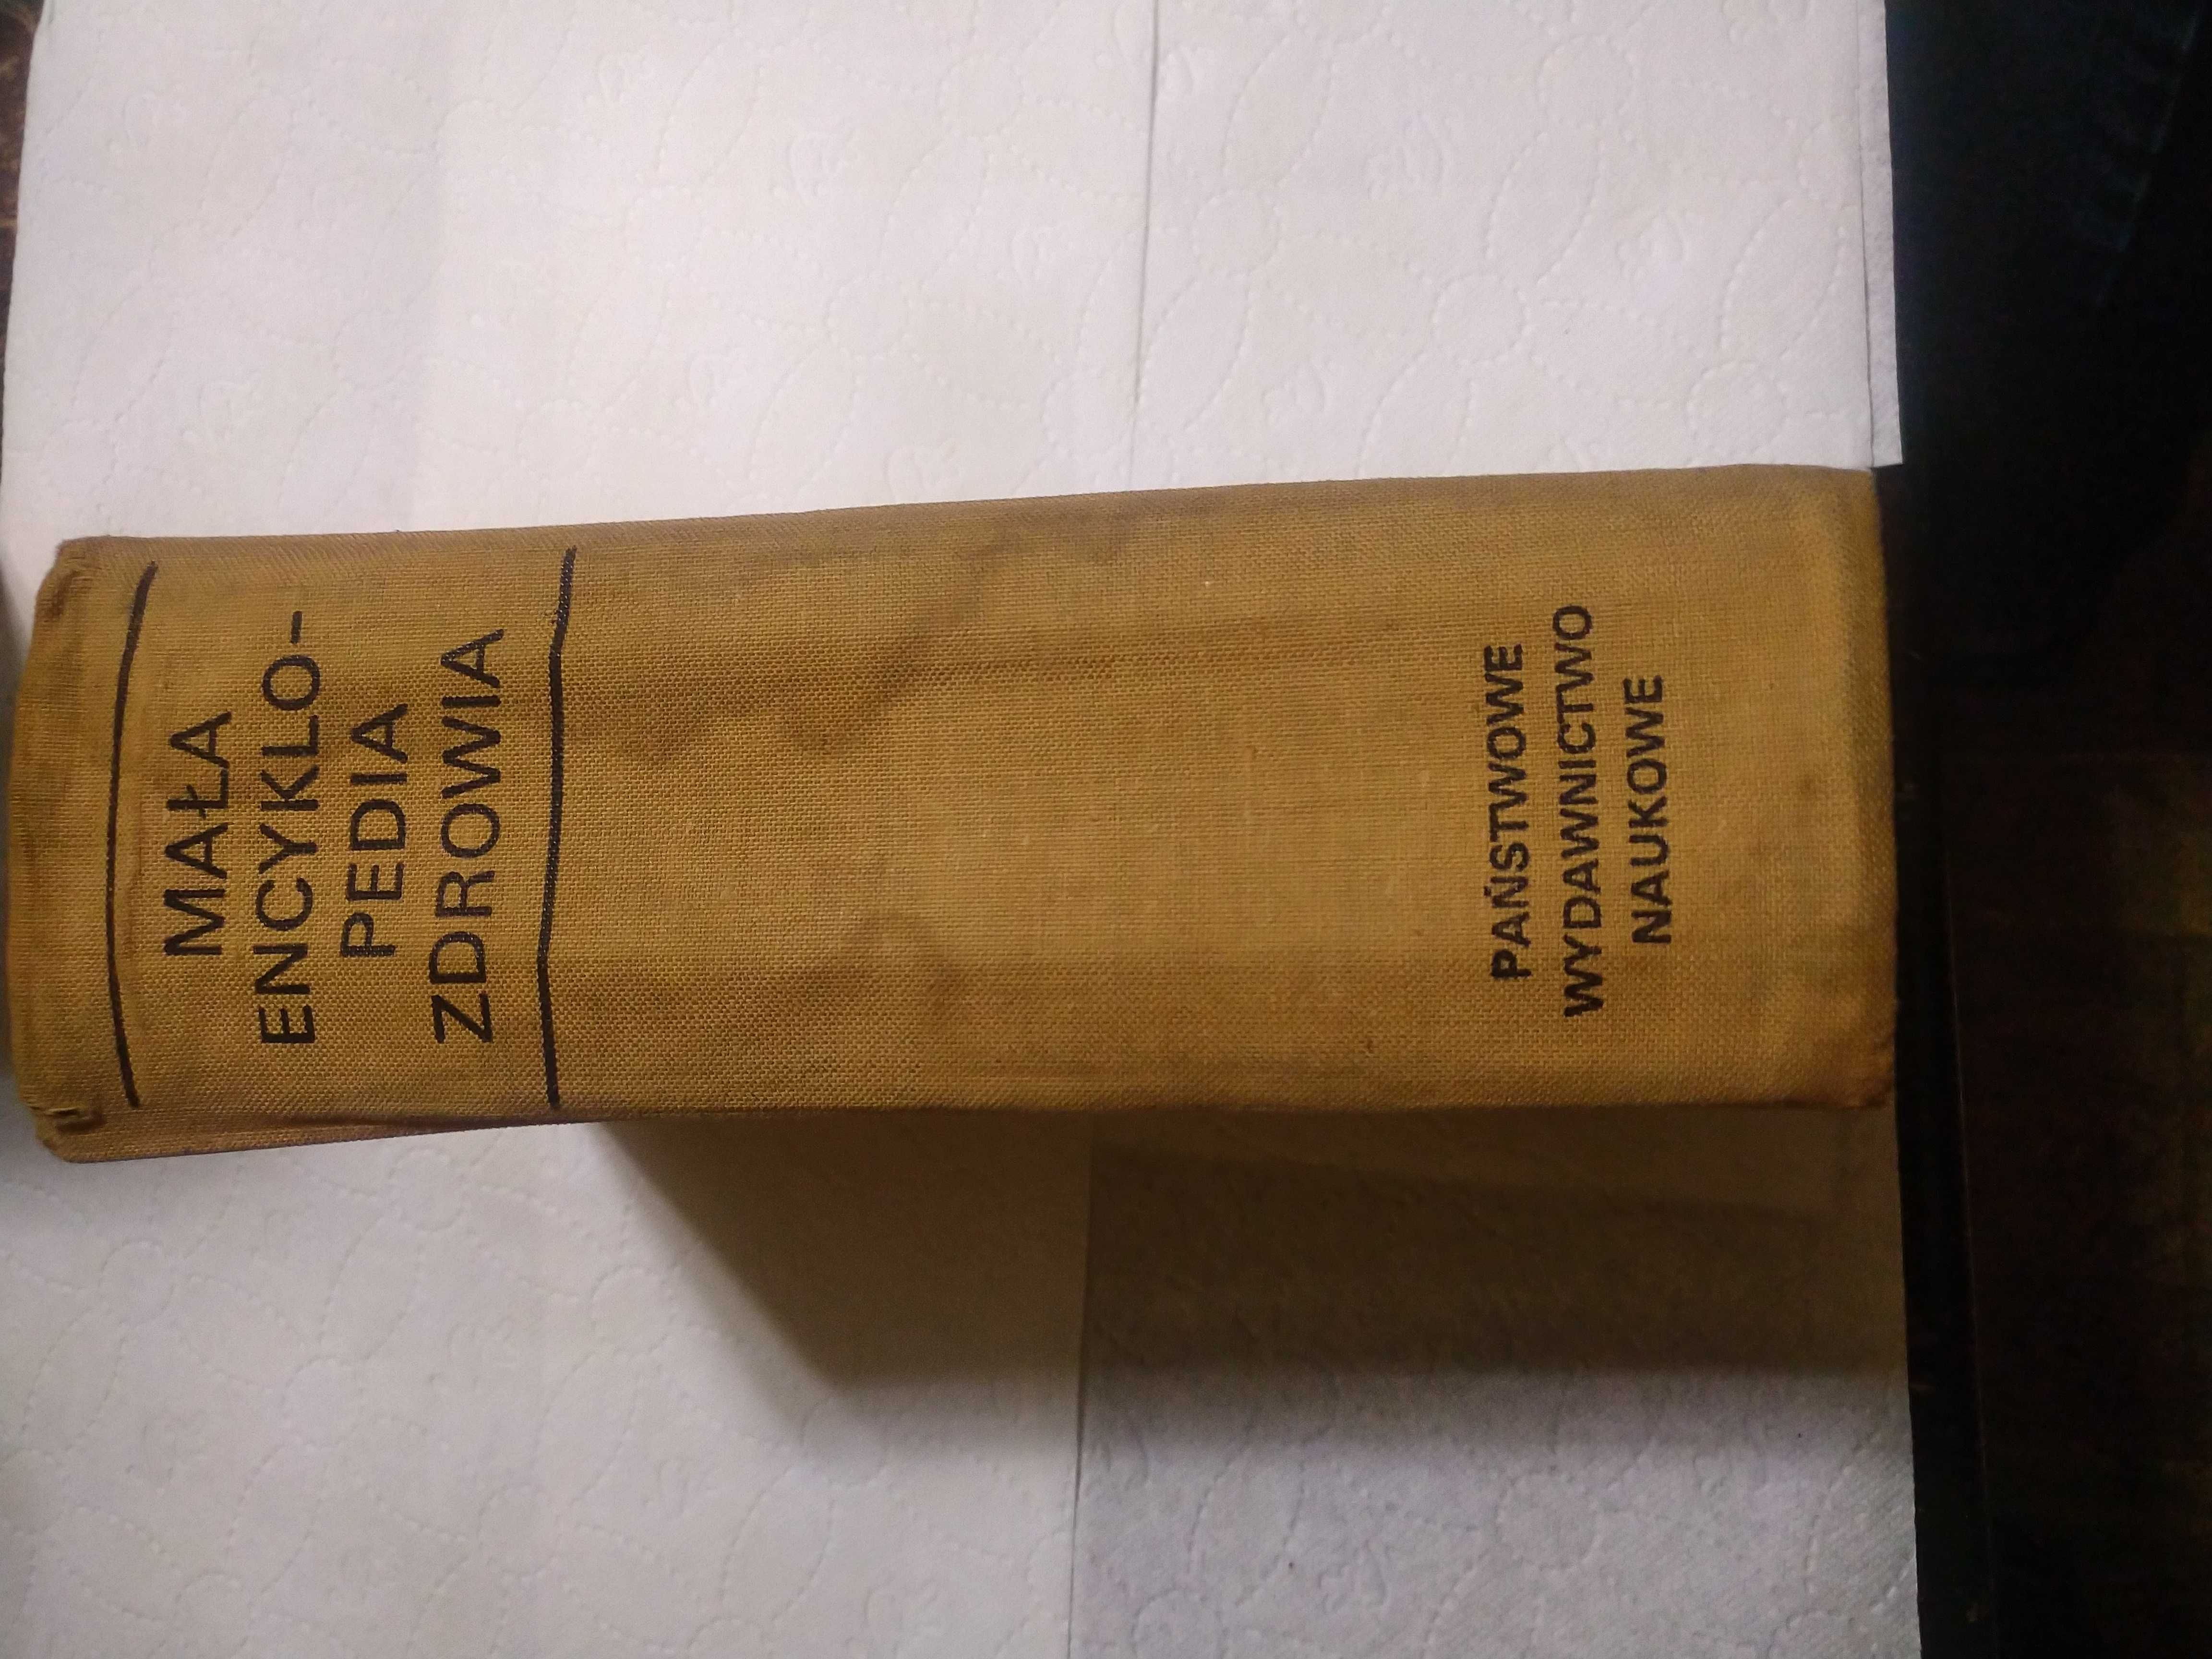 MAŁA
ENCYKLO-
PEDIA
ZDROWIA
PAŃSTWOWE
WYDAWNICTWO
NAUKOWE